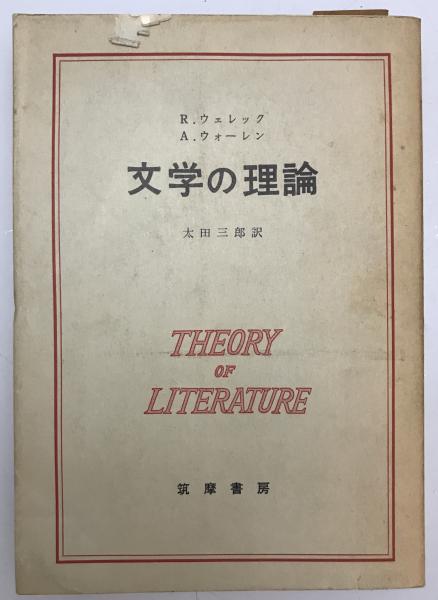 R.ウェレック
A.ウォーレン
文学の理論
太田三郎訳
THEORY
OF
LITERATURE
筑摩書房